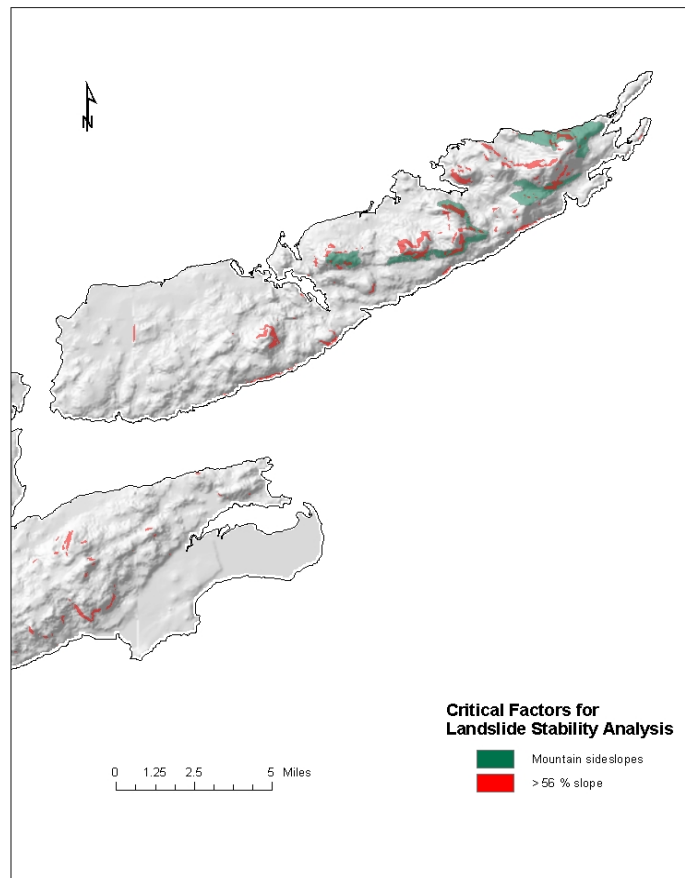 N
Critical Factors for
Landslide Stability Analysis
Mountain sideslopes
> 56 % slope
0 1.25 2.5 5 Miles